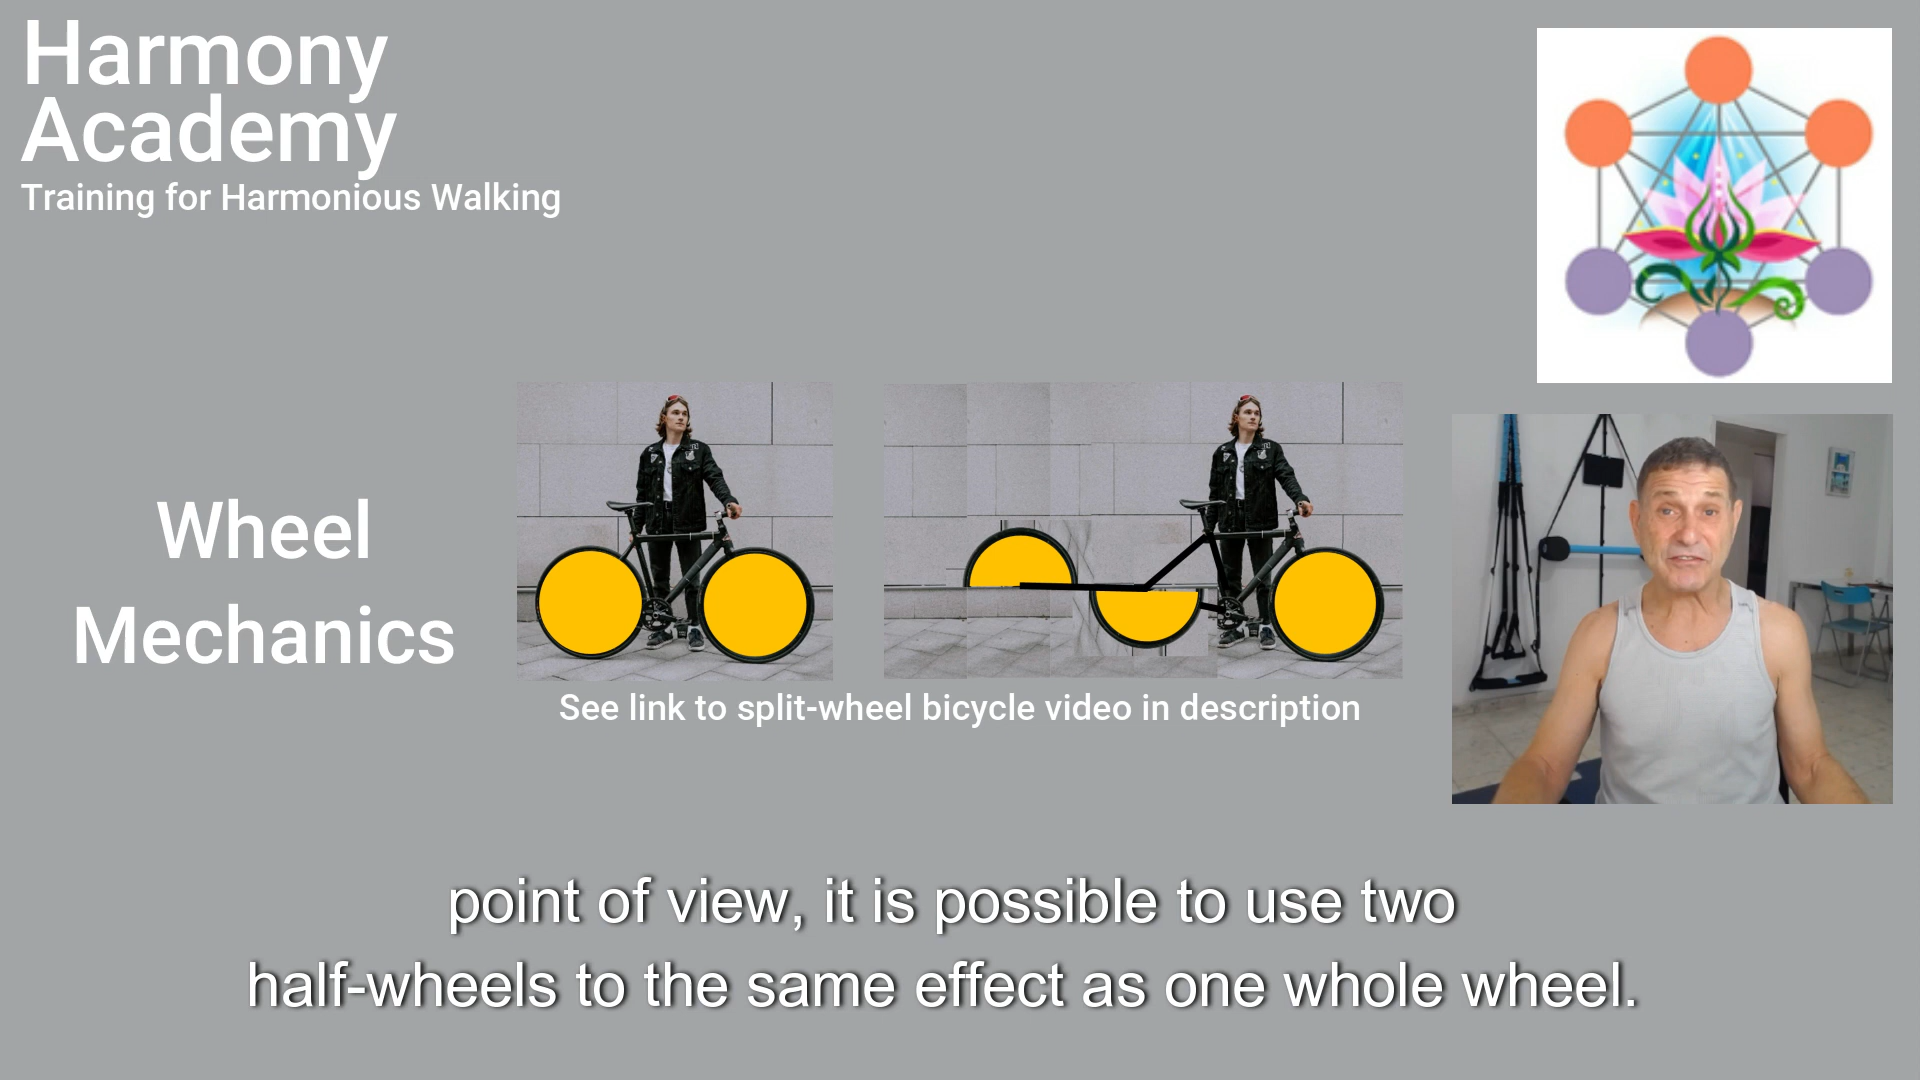 Harmony
Academy
Training for Harmonious Walking
Wheel
Mechanics
See link to split-wheel bicycle video in description
point of view, it is possible to use two
half-wheels to the same effect as one whole wheel.